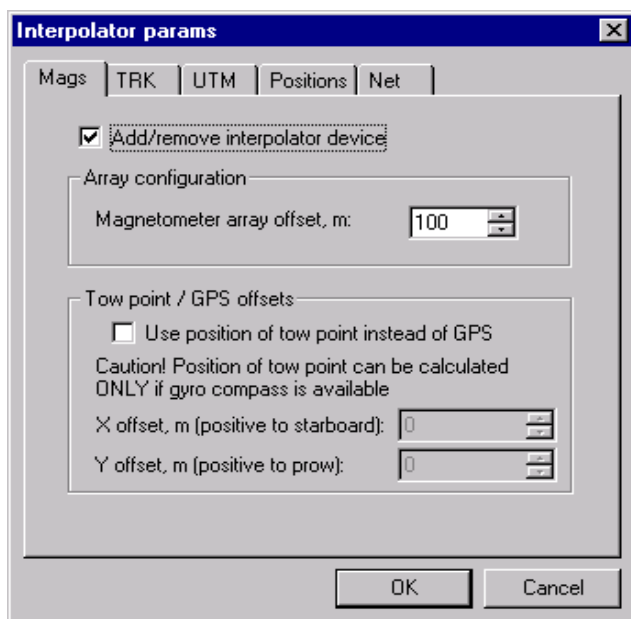 Interpolator params
Mags TRK UTM Positions Net
Add/remove interpolator device
Array configuration
Magnetometer array offset, m: 100
Tow point / GPS offsets
Use position of tow point instead of GPS
Caution! Position of tow point can be calculated
ONLY if gyro compass is available
X offset, m (positive to starboard): 0
Y offset, m (positive to prow): 0
OK Cancel